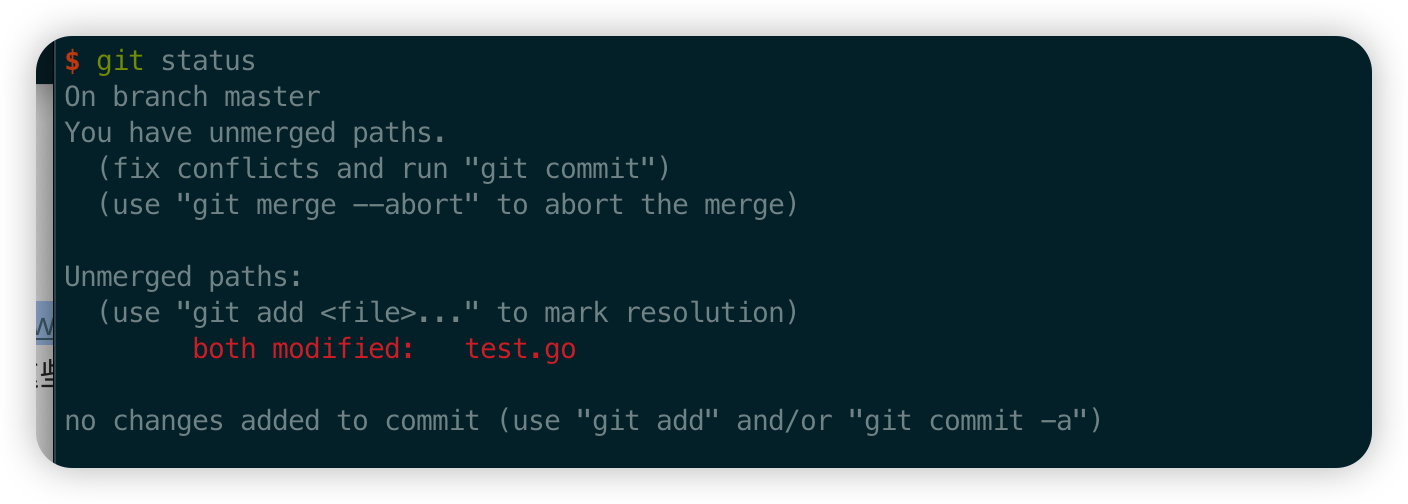 $ git status
On branch master
You have unmerged paths.
  (fix conflicts and run "git commit")
  (use "git merge --abort" to abort the merge)

Unmerged paths:
  (use "git add <file>..." to mark resolution)
        both modified:   test.go

no changes added to commit (use "git add" and/or "git commit -a")